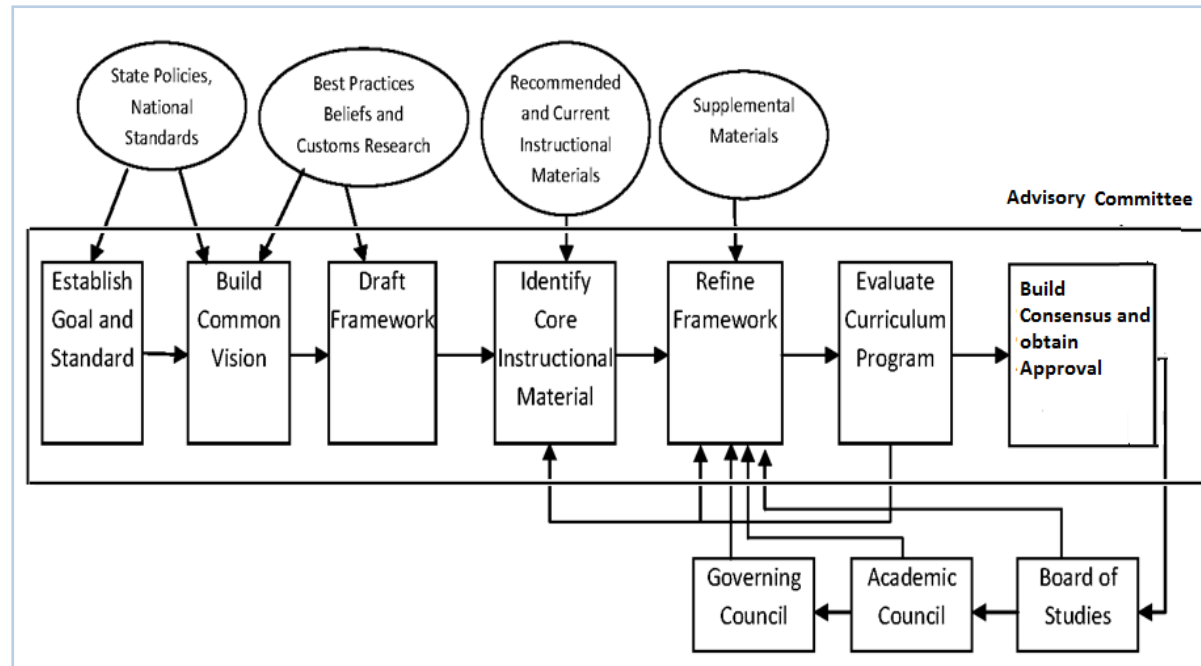 State Policies,
National
Standards
Best Practices
Beliefs and
Customs Research
Recommended
and Current
Instructional
Materials
Supplemental
Materials
Advisory Committee
Establish
Goal and
Standard
Build
Common
Vision
Draft
Framework
Identify
Core
Instructional
Material
Refine
Framework
Evaluate
Curriculum
Program
Build
Consensus and
obtain
Approval
Governing
Council
Academic
Council
Board of
Studies